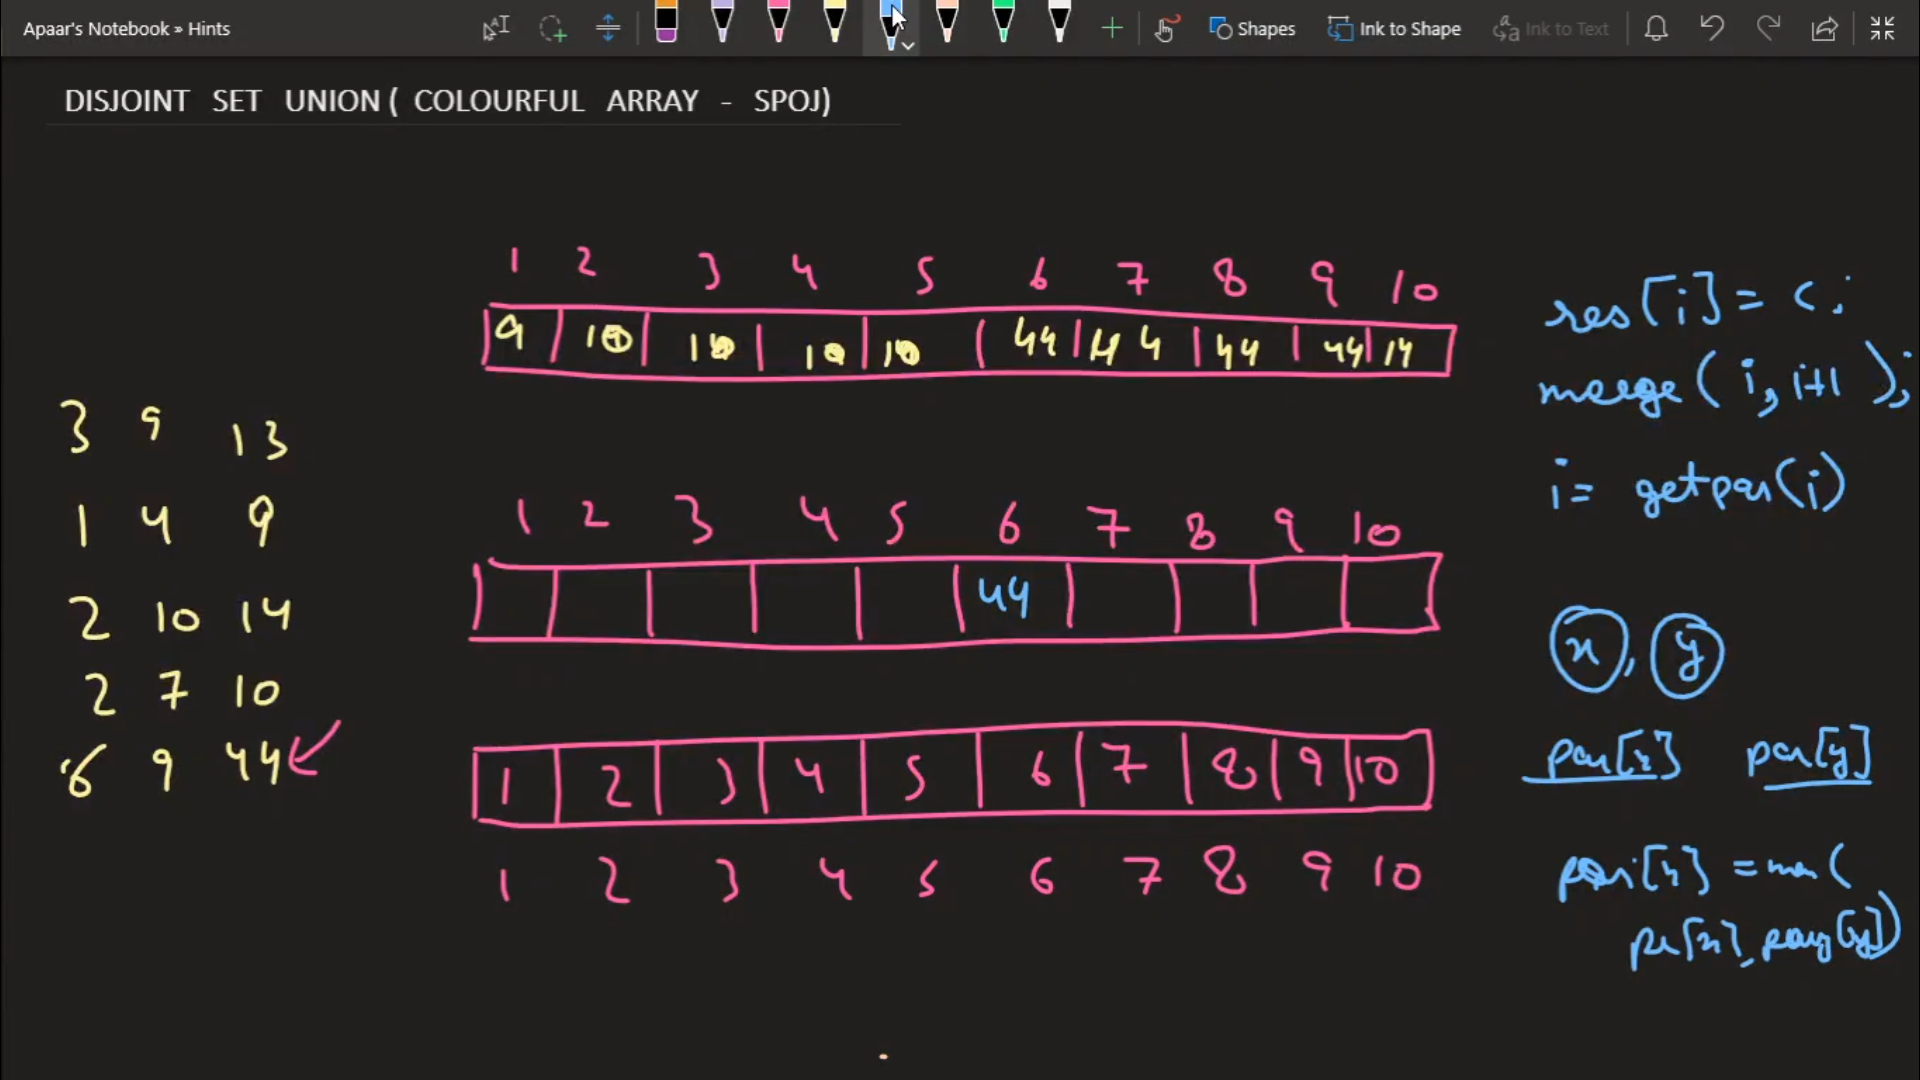 Apaar's Notebook » Hints
Shapes
Ink to Shape
Ink to Text
DISJOINT SET UNION ( COLOURFUL ARRAY - SPOJ)
1 2 3 4 5 6 7 8 9 10
9 10 10 10 10 44 44 44 44 14
res[i] = c;
merge(i, i+1);
i = getpar(i)
3 9 13
1 4 9
2 10 14
2 7 10
6 9 44
1 2 3 4 5 6 7 8 9 10
44
x, y
par[x] par[y]
1 2 3 4 5 6 7 8 9 10
1 2 3 4 5 6 7 8 9 10